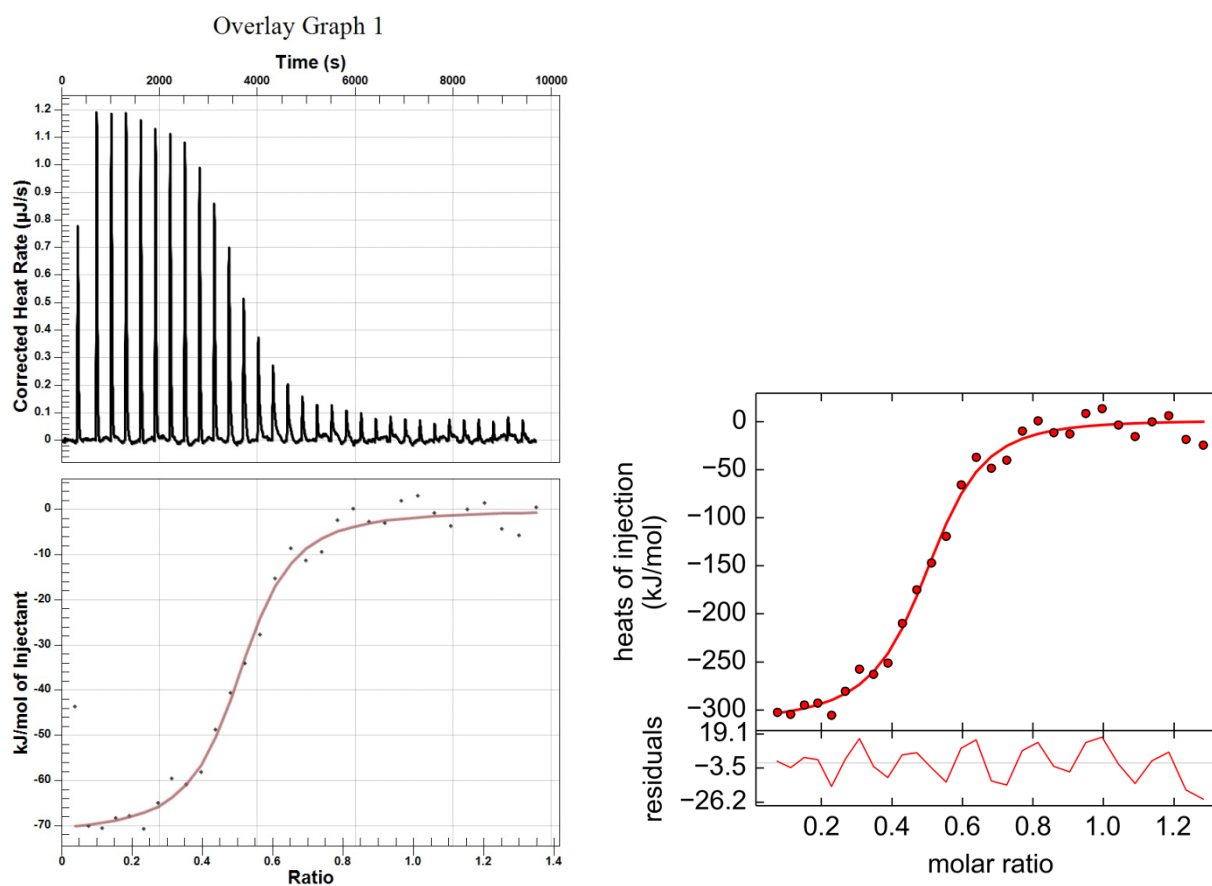 Overlay Graph 1
Time (s)
0 2000 4000 6000 8000 10000
Corrected Heat Rate (µJ/s)
1.2
1.1
1.0
0.9
0.8
0.7
0.6
0.5
0.4
0.3
0.2
0.1
0
kJ/mol of Injectant
0
-10
-20
-30
-40
-50
-60
-70
0 0.2 0.4 0.6 0.8 1.0 1.2 1.4
Ratio
heats of injection
(kJ/mol)
0
−50
−100
−150
−200
−250
−300
residuals
19.1
−3.5
−26.2
0.2 0.4 0.6 0.8 1.0 1.2
molar ratio